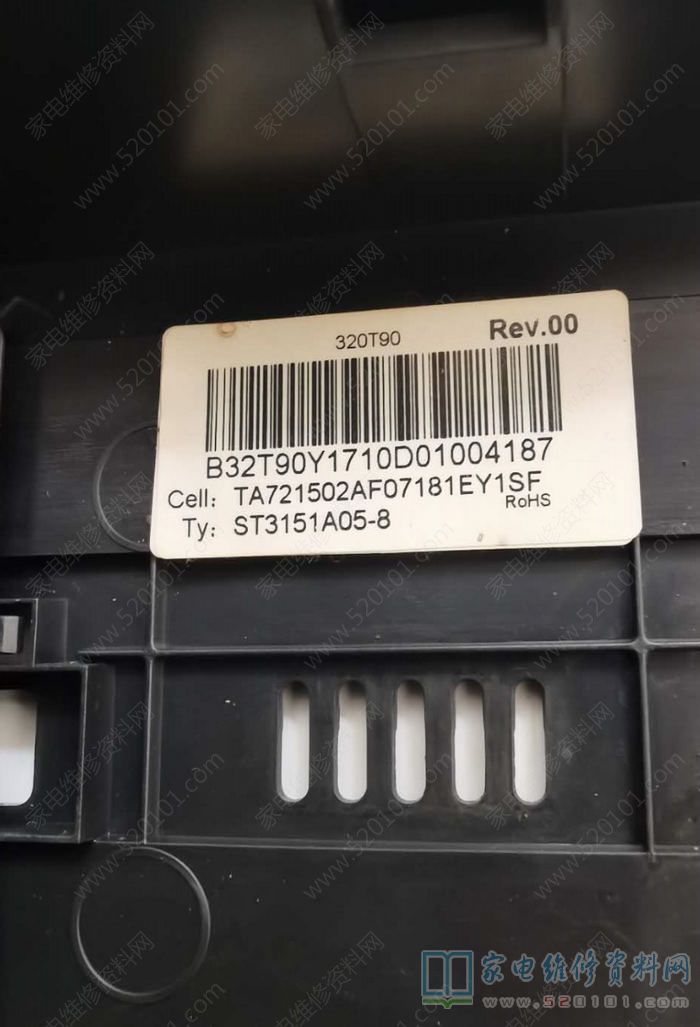 320T90
Rev.00
B32T90Y1710D01004187
Cell: TA721502AF07181EY1SF
RoHS
Ty: ST3151A05-8
家电维修资料网
www.520101.com